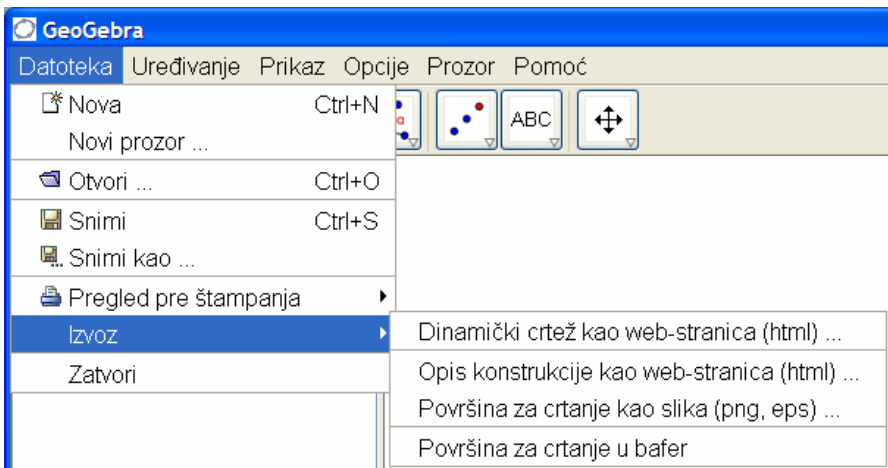 GeoGebra
Datoteka Uređivanje Prikaz Opcije Prozor Pomoć
Nova Ctrl+N
Novi prozor ...
ABC
Otvori ... Ctrl+O
Snimi Ctrl+S
Snimi kao ...
Pregled pre štampanja
Izvoz
Zatvori
Dinamički crtež kao web-stranica (html) ...
Opis konstrukcije kao web-stranica (html) ...
Površina za crtanje kao slika (png, eps) ...
Površina za crtanje u bafer